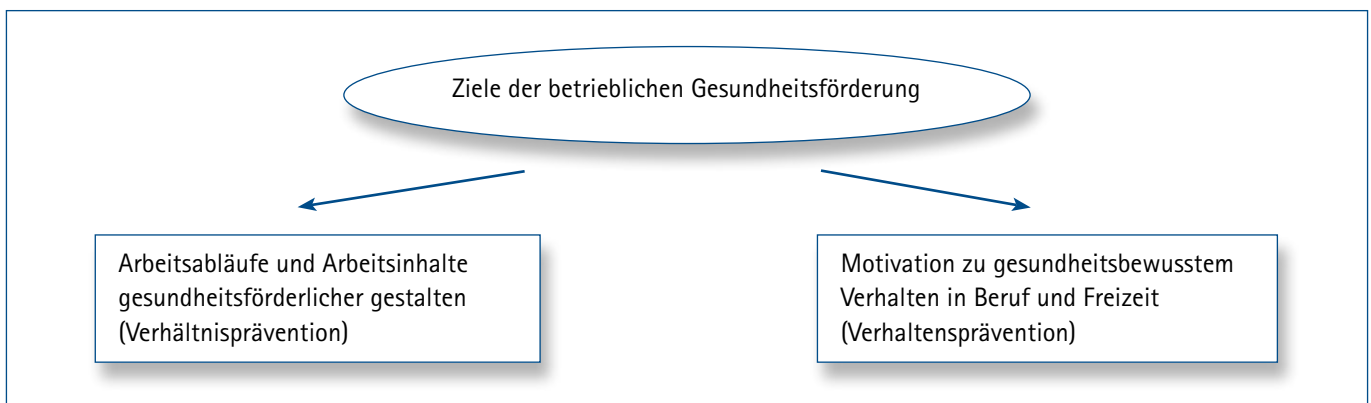 Ziele der betrieblichen Gesundheitsförderung
Arbeitsabläufe und Arbeitsinhalte
gesundheitsförderlicher gestalten
(Verhältnisprävention)
Motivation zu gesundheitsbewusstem
Verhalten in Beruf und Freizeit
(Verhaltensprävention)